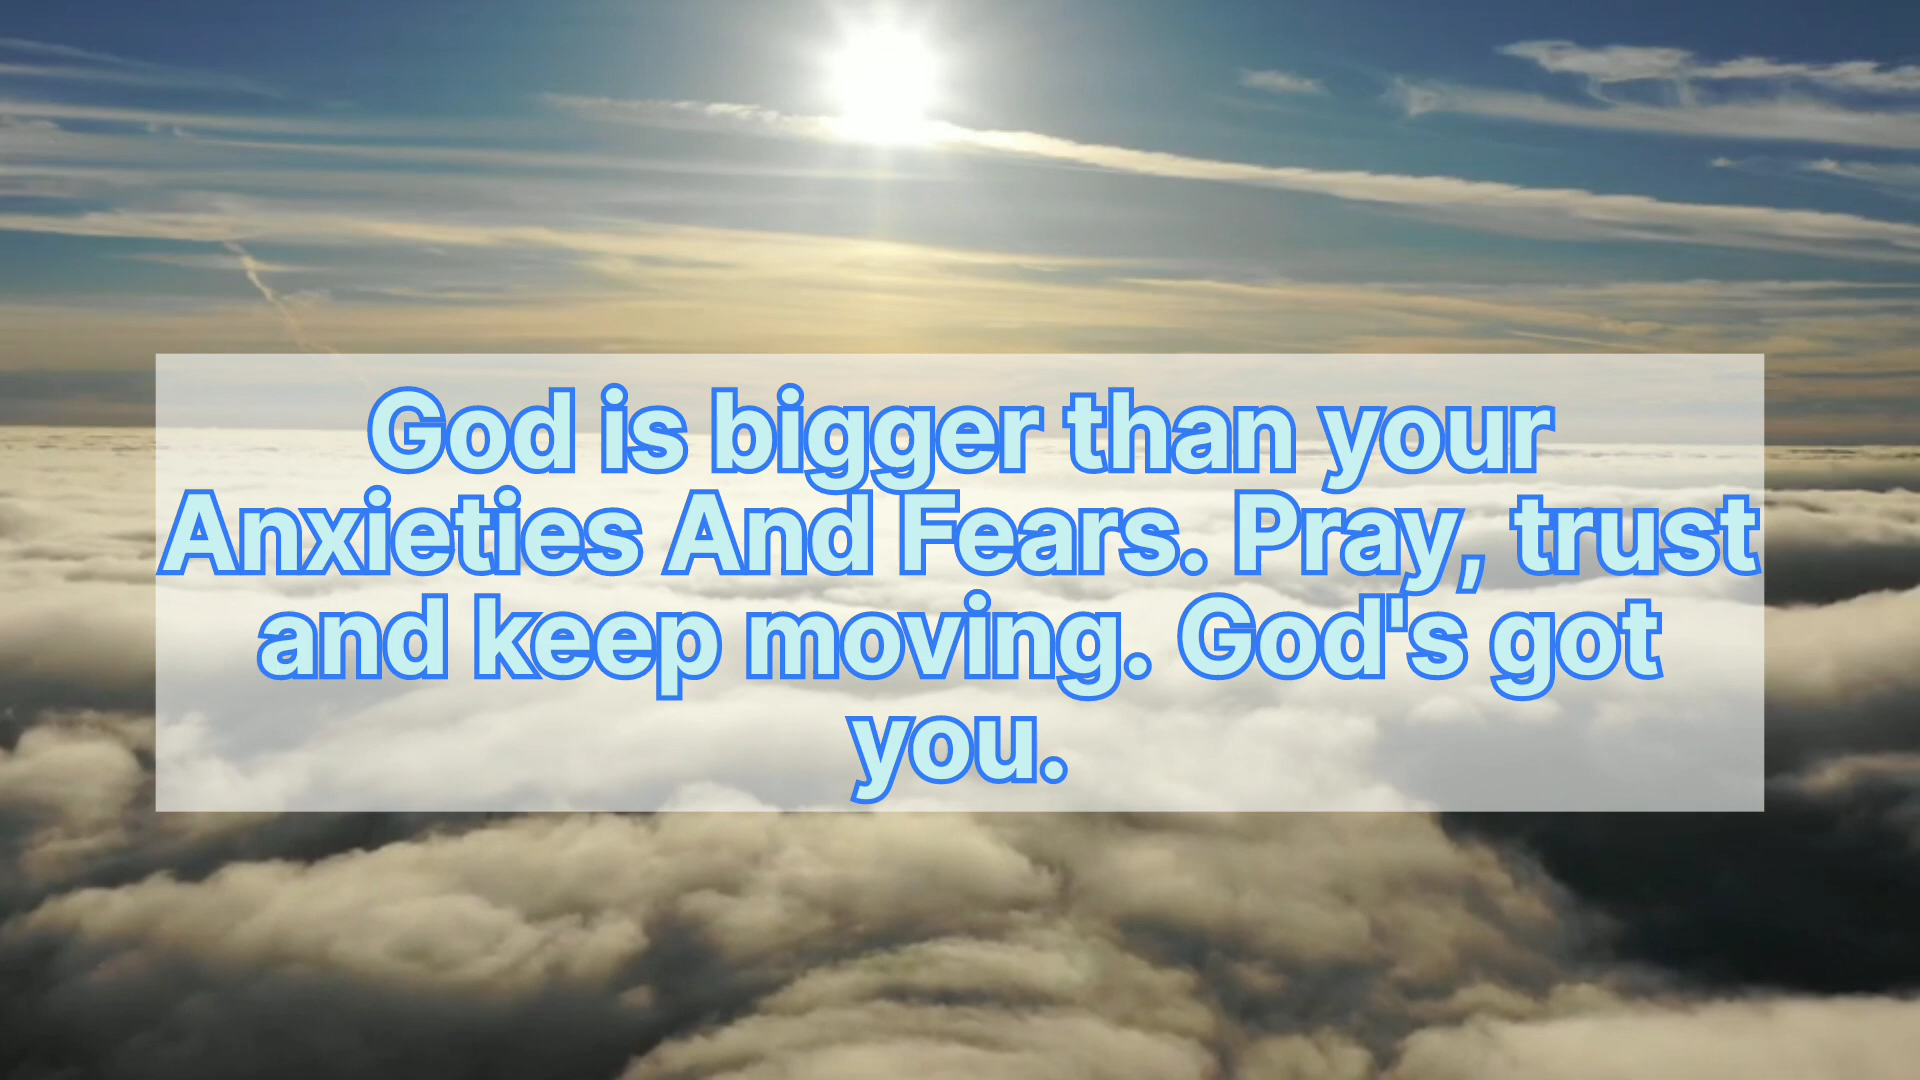 God is bigger than your
Anxieties And Fears. Pray, trust
and keep moving. God's got
you.